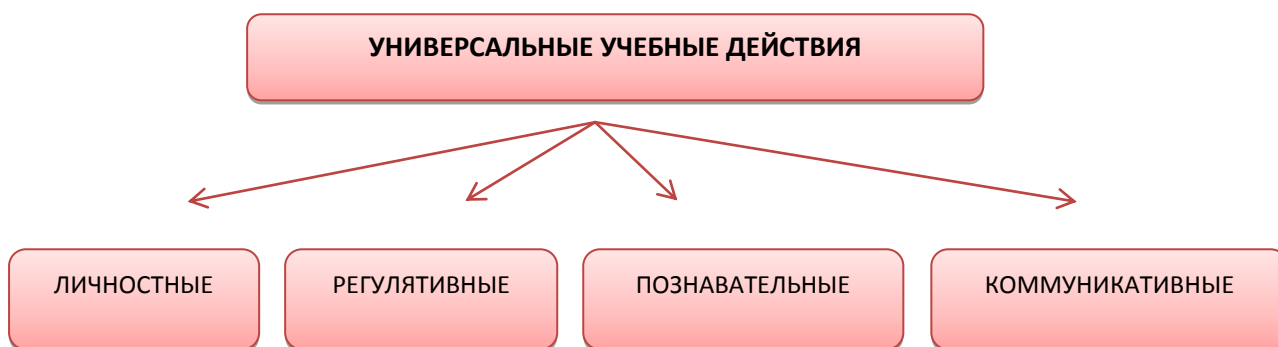 УНИВЕРСАЛЬНЫЕ УЧЕБНЫЕ ДЕЙСТВИЯ
ЛИЧНОСТНЫЕ
РЕГУЛЯТИВНЫЕ
ПОЗНАВАТЕЛЬНЫЕ
КОММУНИКАТИВНЫЕ